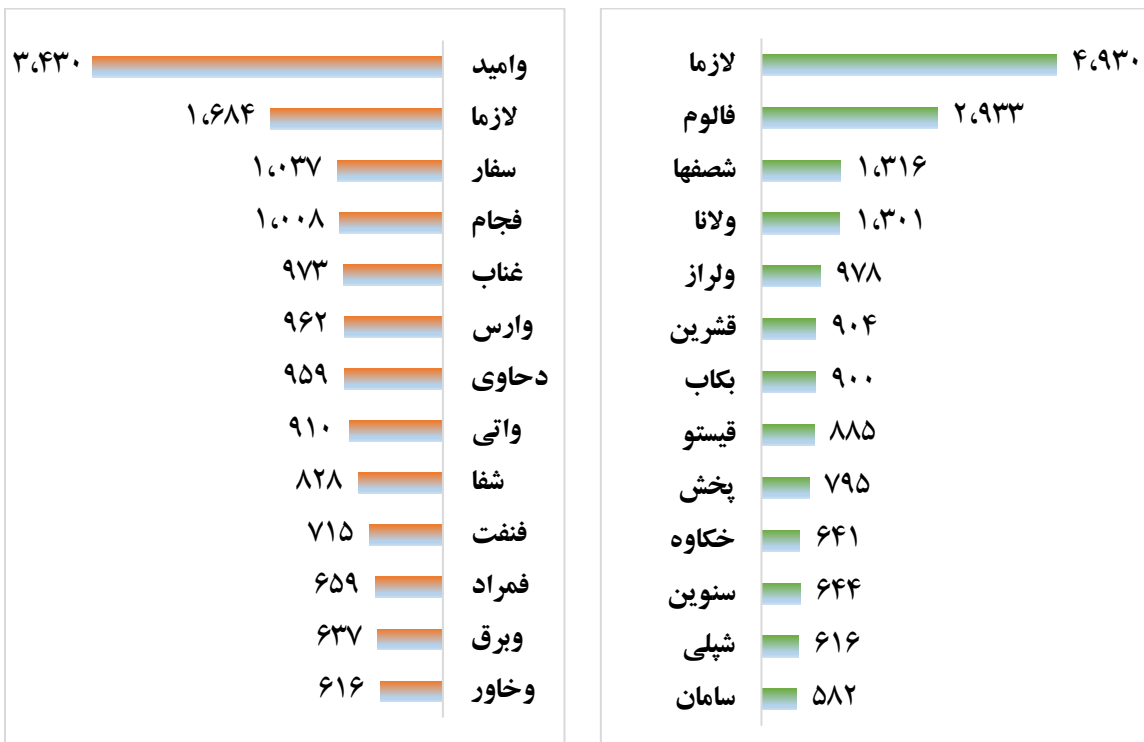 لازما ۴،۹۳۰
فالوم ۲،۹۳۳
شصفها ۱،۳۱۶
ولانا ۱،۳۰۱
ولراز ۹۷۸
قشرین ۹۰۴
بکاب ۹۰۰
قیستو ۸۸۵
پخش ۷۹۵
خکاوه ۶۴۱
سنوین ۶۴۴
شپلی ۶۱۶
سامان ۵۸۲
وامید ۳،۴۳۰
لازما ۱،۶۸۴
سفار ۱،۰۳۷
فجام ۱،۰۰۸
غناب ۹۷۳
وارس ۹۶۲
دحاوی ۹۵۹
واتی ۹۱۰
شفا ۸۲۸
فنفت ۷۱۵
فمراد ۶۵۹
وبرق ۶۳۷
وخاور ۶۱۶